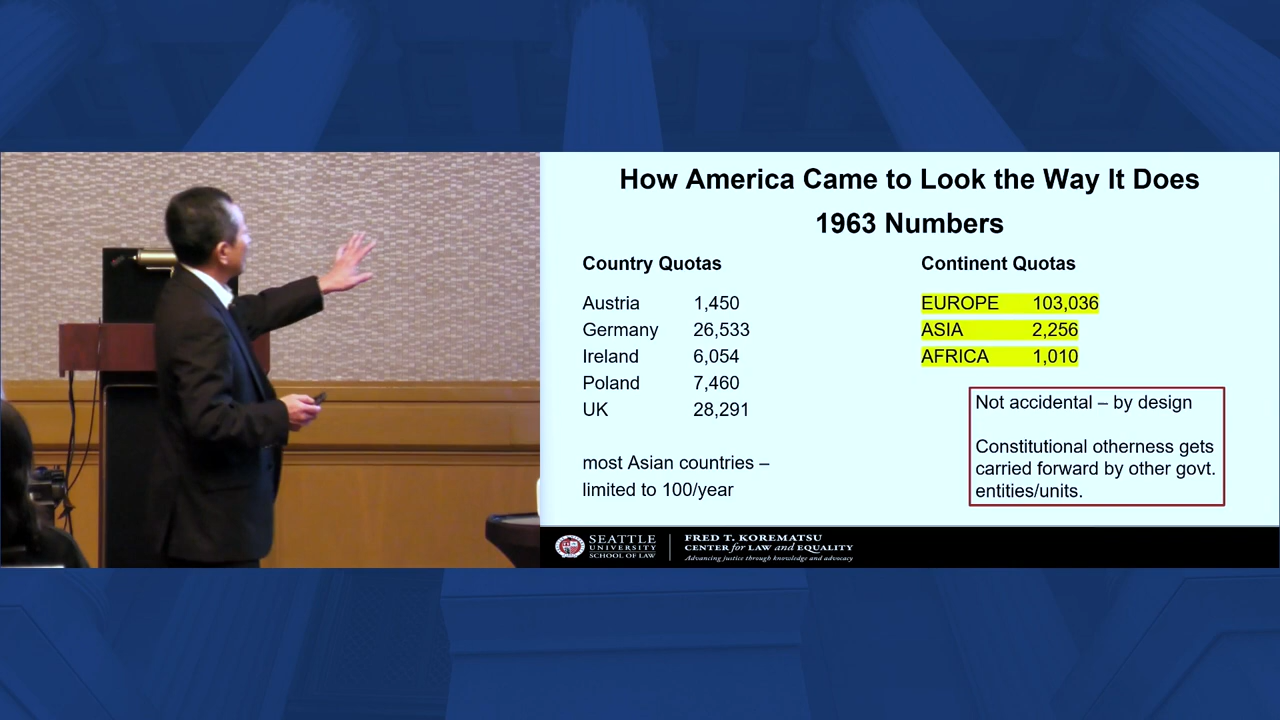 How America Came to Look the Way It Does
1963 Numbers
Country Quotas
Austria 1,450
Germany 26,533
Ireland 6,054
Poland 7,460
UK 28,291
most Asian countries –
limited to 100/year
Continent Quotas
EUROPE 103,036
ASIA 2,256
AFRICA 1,010
Not accidental – by design
Constitutional otherness gets
carried forward by other govt.
entities/units.
SEATTLE
UNIVERSITY
SCHOOL OF LAW
FRED T. KOREMATSU
CENTER for LAW and EQUALITY
Advancing justice through knowledge and advocacy